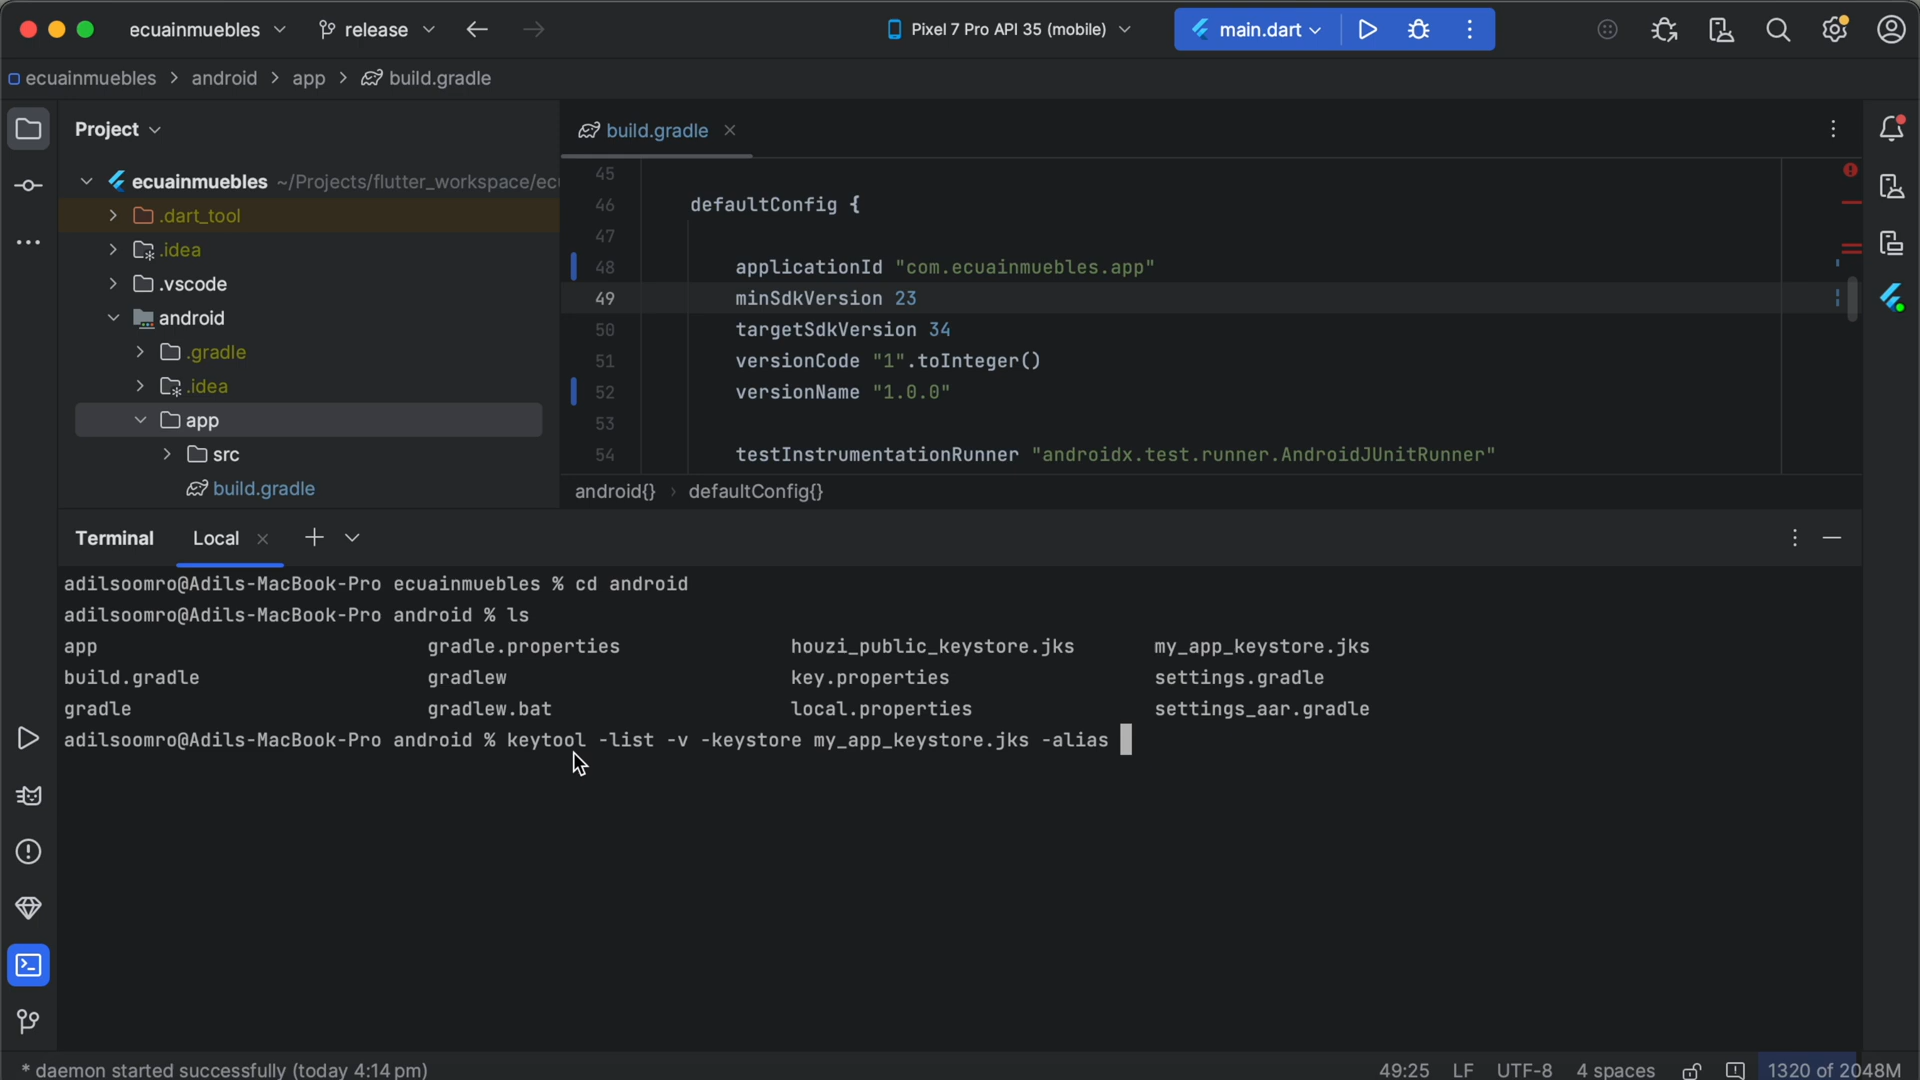 ecuainmuebles release Pixel 7 Pro API 35 (mobile) main.dart
ecuainmuebles > android > app > build.gradle
Project
ecuainmuebles ~/Projects/flutter_workspace/ecu
.dart_tool
.idea
.vscode
android
.gradle
.idea
app
src
build.gradle
build.gradle
45
46 defaultConfig {
47
48 applicationId "com.ecuainmuebles.app"
49 minSdkVersion 23
50 targetSdkVersion 34
51 versionCode "1".toInteger()
52 versionName "1.0.0"
53
54 testInstrumentationRunner "androidx.test.runner.AndroidJUnitRunner"
android{} > defaultConfig{}
Terminal Local
adilsoomro@Adils-MacBook-Pro ecuainmuebles % cd android
adilsoomro@Adils-MacBook-Pro android % ls
app gradle.properties houzi_public_keystore.jks my_app_keystore.jks
build.gradle gradlew key.properties settings.gradle
gradle gradlew.bat local.properties settings_aar.gradle
adilsoomro@Adils-MacBook-Pro android % keytool -list -v -keystore my_app_keystore.jks -alias
* daemon started successfully (today 4:14 pm) 49:25 LF UTF-8 4 spaces 1320 of 2048M